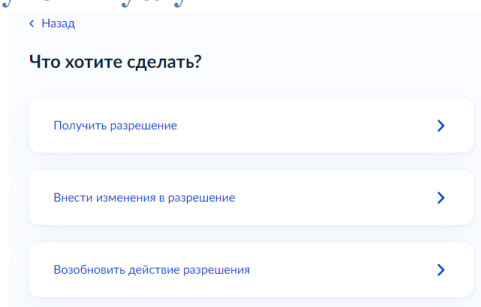 Назад
Что хотите сделать?
Получить разрешение
Внести изменения в разрешение
Возобновить действие разрешения